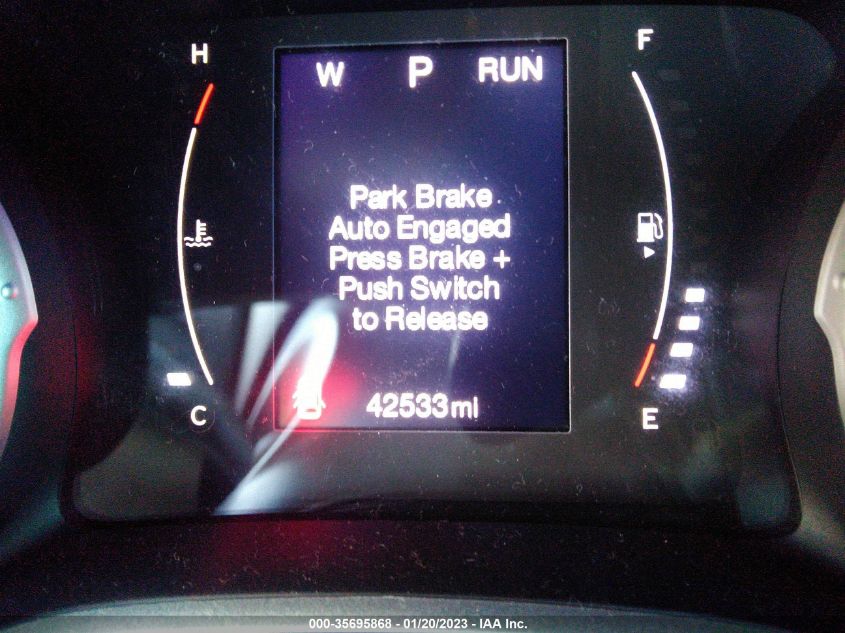 H
F
W P RUN
Park Brake
Auto Engaged
Press Brake +
Push Switch
to Release
42533mi
C
E
000-35695868 - 01/20/2023 - IAA Inc.